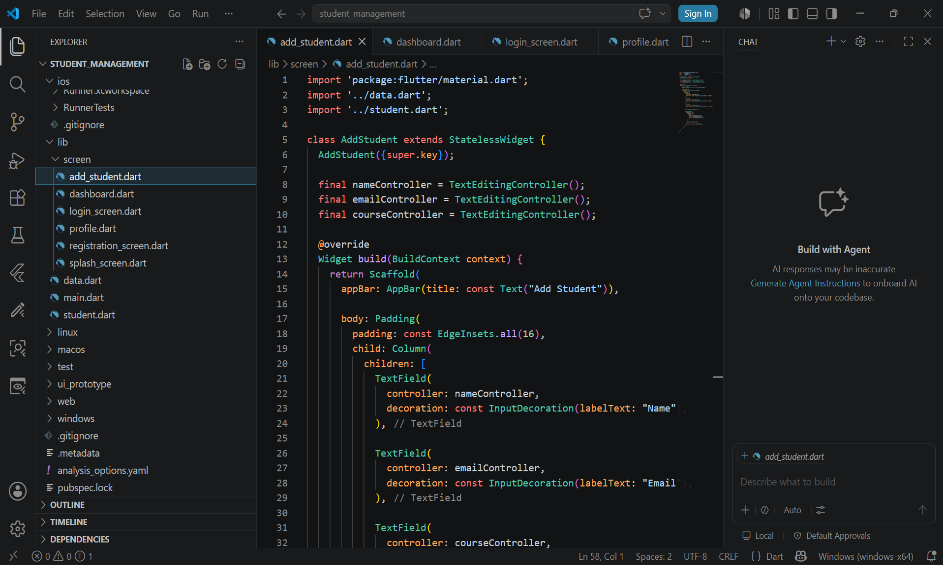 File Edit Selection View Go Run ···
student_management
Sign In
EXPLORER
STUDENT_MANAGEMENT
ios
Runner.xcworkspace
RunnerTests
.gitignore
lib
screen
add_student.dart
dashboard.dart
login_screen.dart
profile.dart
registration_screen.dart
splash_screen.dart
data.dart
main.dart
student.dart
linux
macos
test
ui_prototype
web
windows
.gitignore
.metadata
analysis_options.yaml
pubspec.lock
OUTLINE
TIMELINE
DEPENDENCIES
add_student.dart dashboard.dart login_screen.dart profile.dart
lib > screen > add_student.dart > ...
1 import 'package:flutter/material.dart';
2 import '../data.dart';
3 import '../student.dart';
4
5 class AddStudent extends StatelessWidget {
6 AddStudent({super.key});
7
8 final nameController = TextEditingController();
9 final emailController = TextEditingController();
10 final courseController = TextEditingController();
11
12 @override
13 Widget build(BuildContext context) {
14 return Scaffold(
15 appBar: AppBar(title: const Text("Add Student")),
16
17 body: Padding(
18 padding: const EdgeInsets.all(16),
19 child: Column(
20 children: [
21 TextField(
22 controller: nameController,
23 decoration: const InputDecoration(labelText: "Name"
24 ), // TextField
25
26 TextField(
27 controller: emailController,
28 decoration: const InputDecoration(labelText: "Email
29 ), // TextField
30
31 TextField(
32 controller: courseController,
CHAT
Build with Agent
AI responses may be inaccurate
Generate Agent Instructions to onboard AI
onto your codebase.
add_student.dart
Describe what to build
Auto
Local Default Approvals
0 0 1
Ln 58, Col 1 Spaces: 2 UTF-8 CRLF {} Dart Windows (windows-x64)